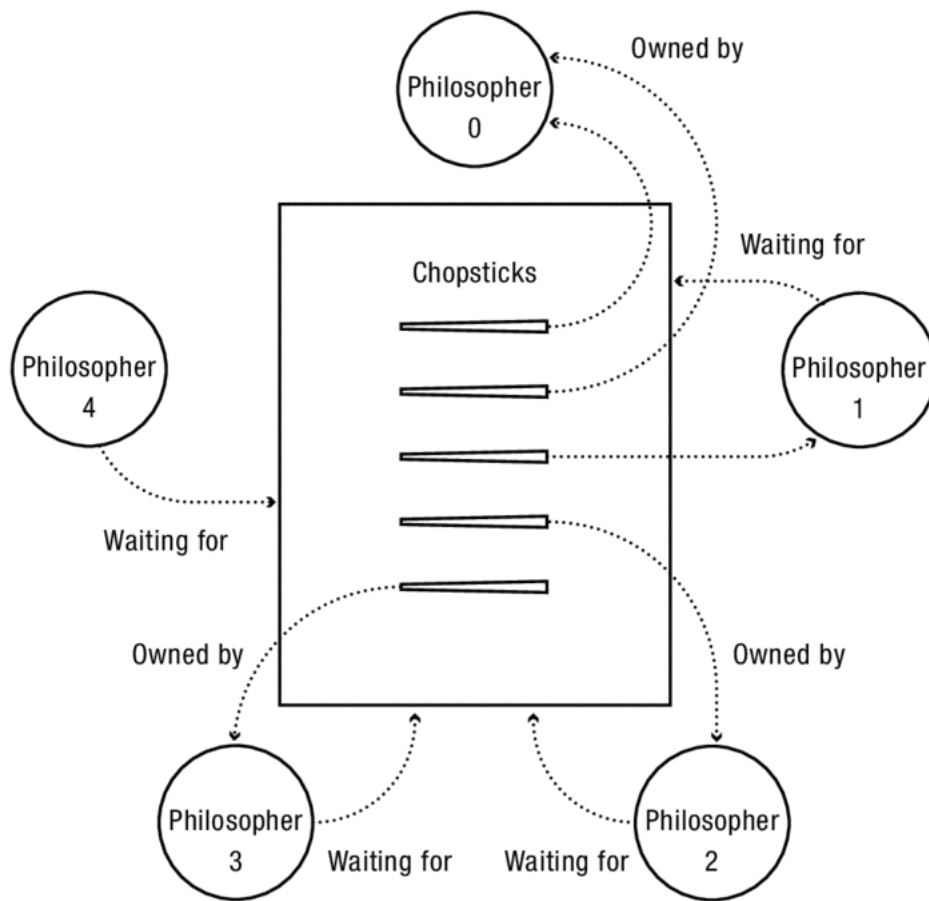 Owned by
Philosopher
0
Waiting for
Chopsticks
Philosopher
4
Philosopher
1
Waiting for
Owned by
Owned by
Philosopher
3
Waiting for
Waiting for
Philosopher
2